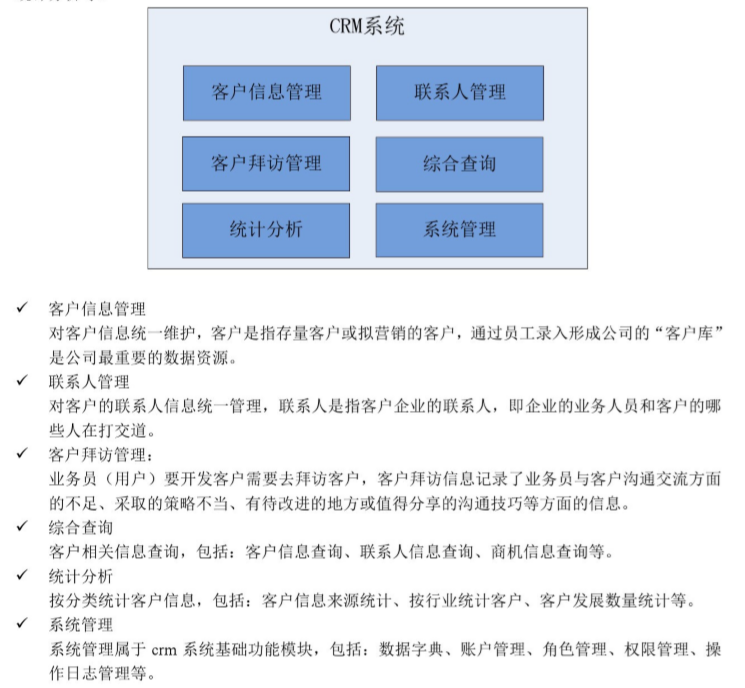 CRM系统
客户信息管理
联系人管理
客户拜访管理
综合查询
统计分析
系统管理
✓ 客户信息管理
对客户信息统一维护，客户是指存量客户或拟营销的客户，通过员工录入形成公司的“客户库”
是公司最重要的数据资源。
✓ 联系人管理
对客户的联系人信息统一管理，联系人是指客户企业的联系人，即企业的业务人员和客户的哪
些人在打交道。
✓ 客户拜访管理：
业务员（用户）要开发客户需要去拜访客户，客户拜访信息记录了业务员与客户沟通交流方面
的不足、采取的策略不当、有待改进的地方或值得分享的沟通技巧等方面的信息。
✓ 综合查询
客户相关信息查询，包括：客户信息查询、联系人信息查询、商机信息查询等。
✓ 统计分析
按分类统计客户信息，包括：客户信息来源统计、按行业统计客户、客户发展数量统计等。
✓ 系统管理
系统管理属于 crm 系统基础功能模块，包括：数据字典、账户管理、角色管理、权限管理、操
作日志管理等。